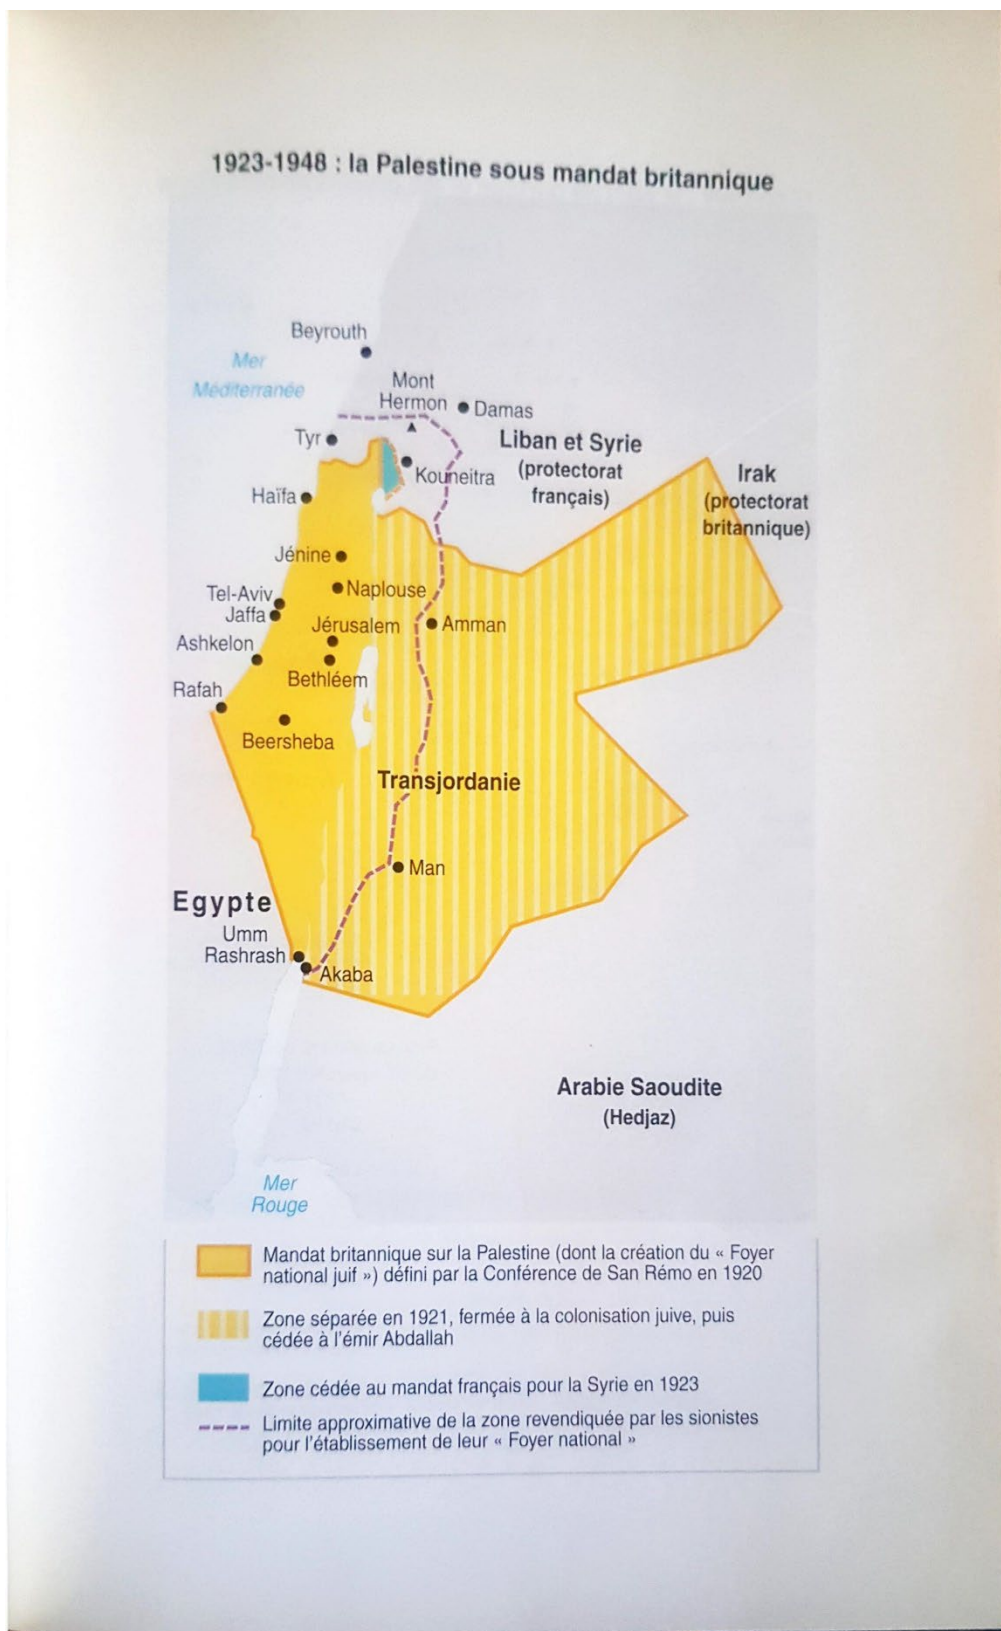 1923-1948 : la Palestine sous mandat britannique
Beyrouth
Mer
Méditerranée
Mont
Hermon
Damas
Tyr
Liban et Syrie
(protectorat
français)
Kouneitra
Irak
(protectorat
britannique)
Haïfa
Jénine
Naplouse
Tel-Aviv
Jaffa
Jérusalem
Amman
Ashkelon
Bethléem
Rafah
Beersheba
Transjordanie
Man
Egypte
Umm
Rashrash
Akaba
Arabie Saoudite
(Hedjaz)
Mer
Rouge
Mandat britannique sur la Palestine (dont la création du « Foyer
national juif ») défini par la Conférence de San Rémo en 1920
Zone séparée en 1921, fermée à la colonisation juive, puis
cédée à l'émir Abdallah
Zone cédée au mandat français pour la Syrie en 1923
Limite approximative de la zone revendiquée par les sionistes
pour l'établissement de leur « Foyer national »